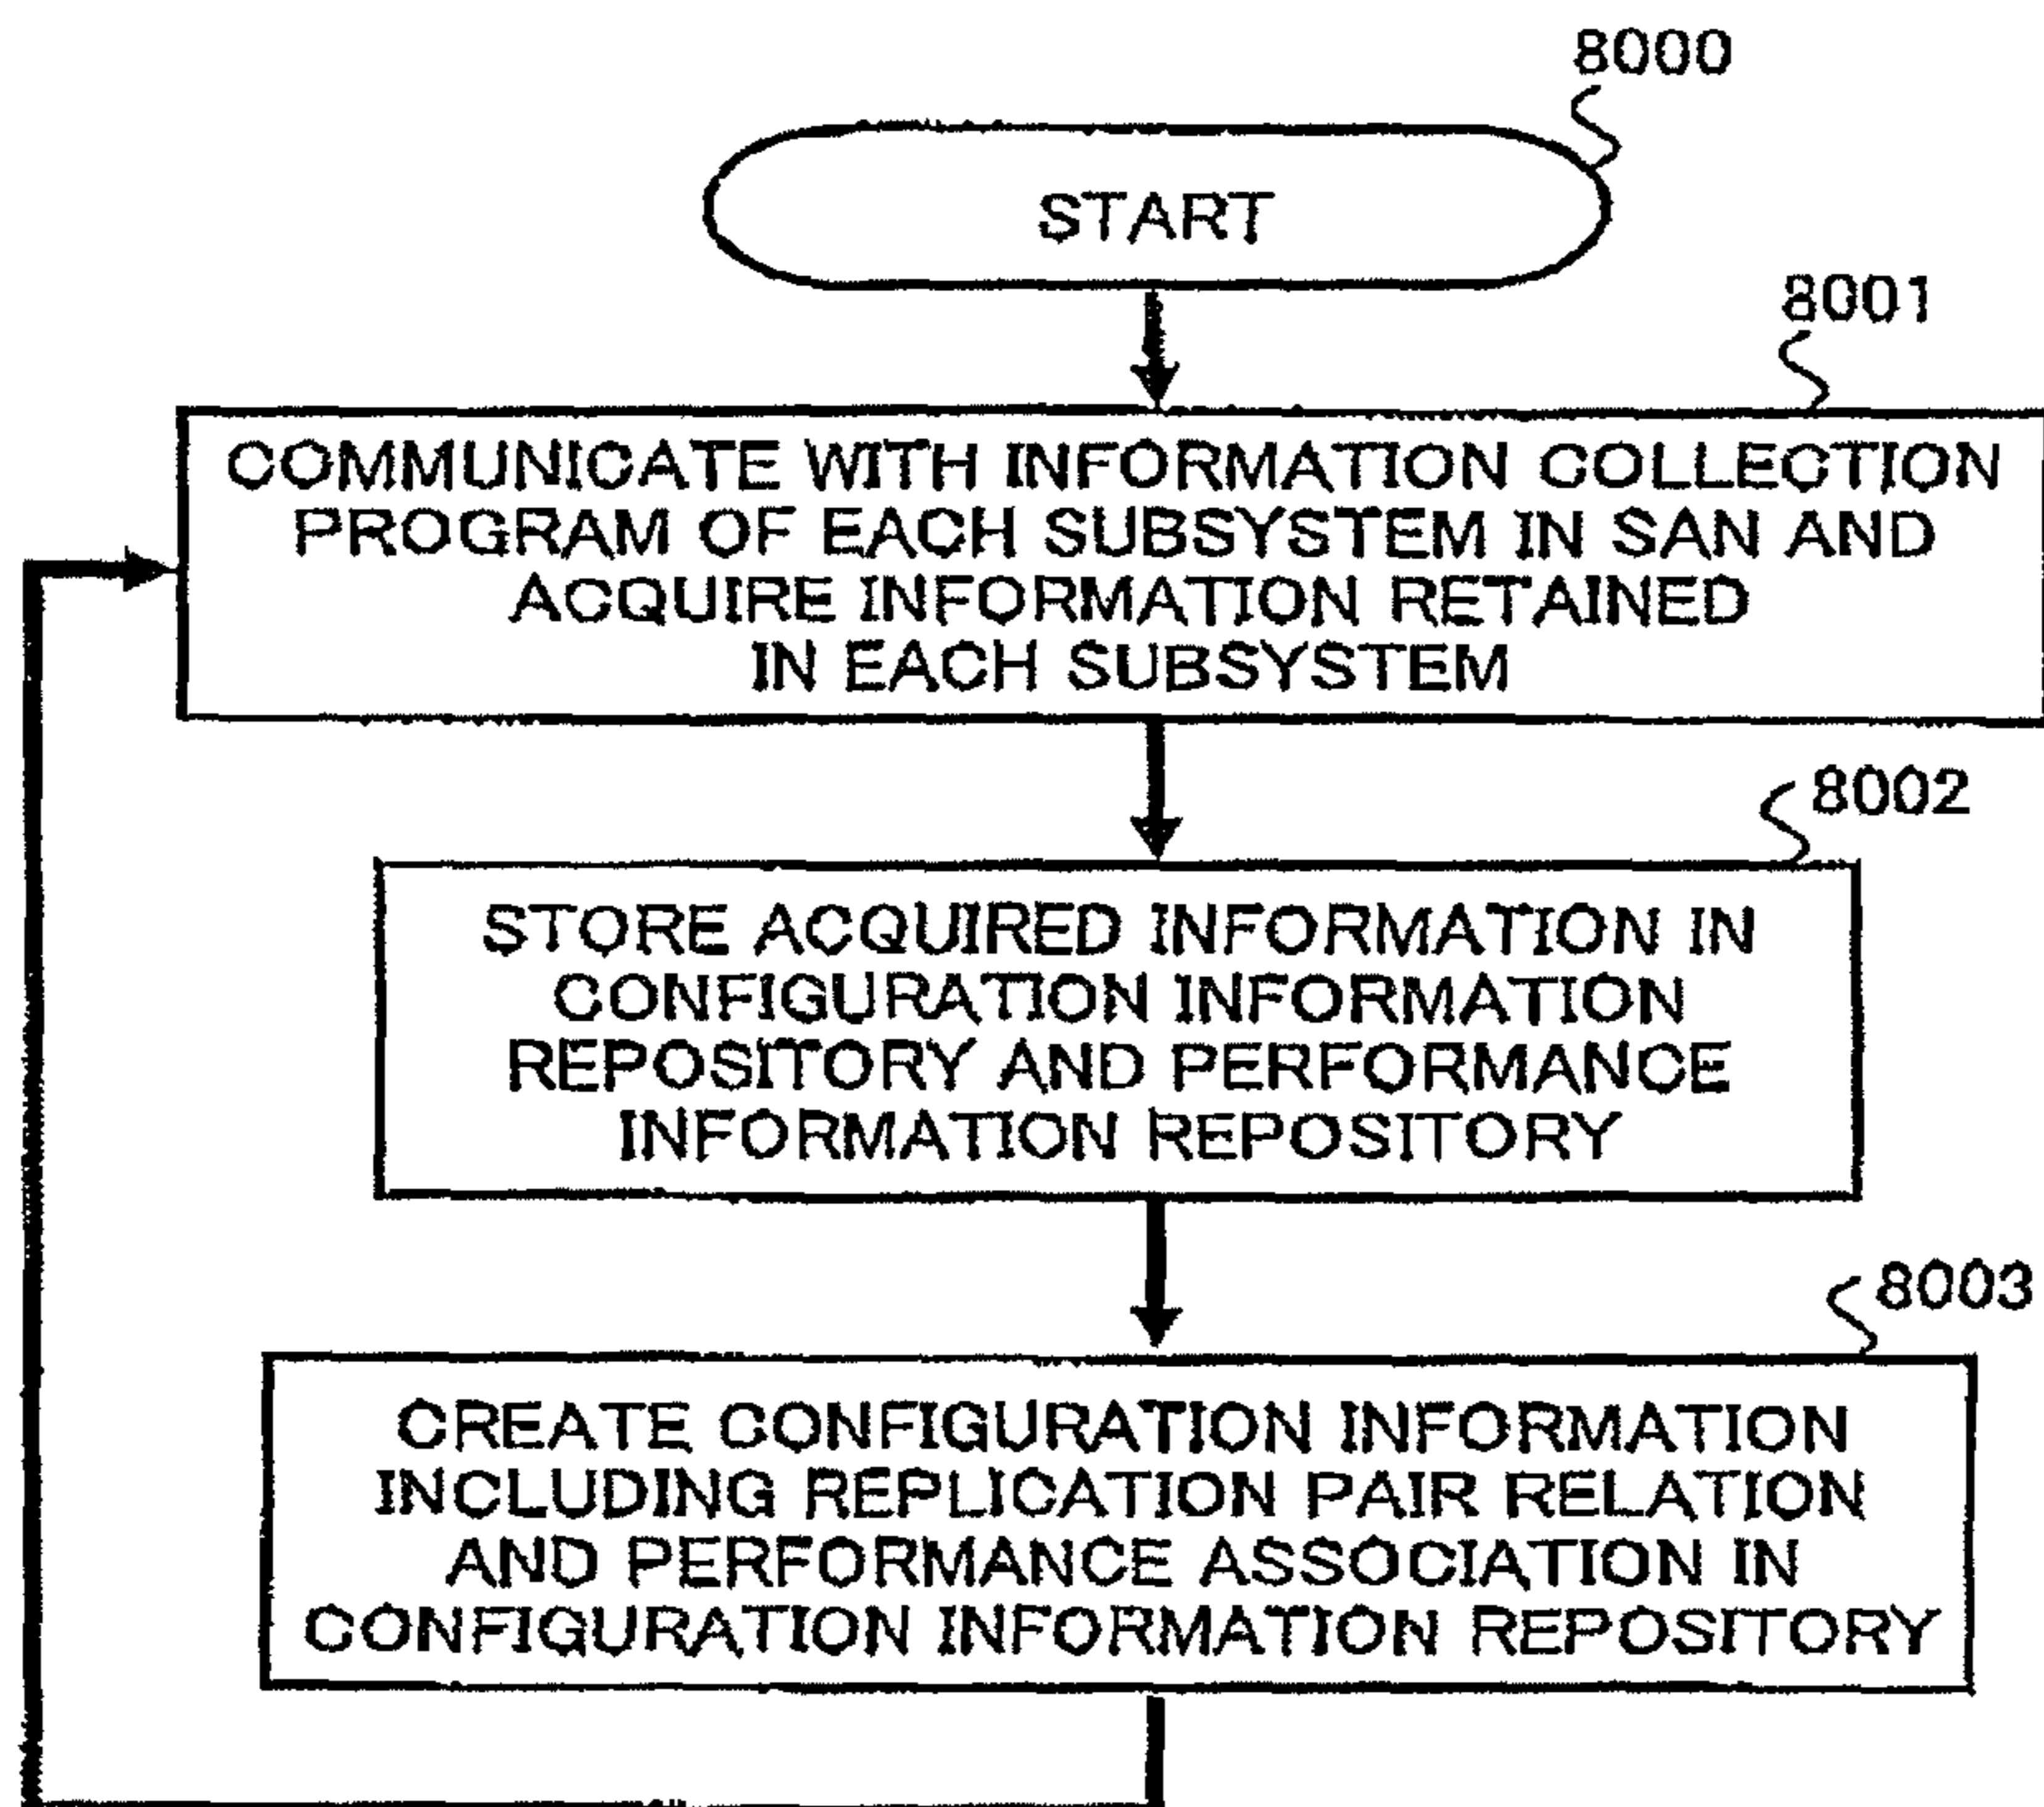 8000
START
8001
COMMUNICATE WITH INFORMATION COLLECTION
PROGRAM OF EACH SUBSYSTEM IN SAN AND
ACQUIRE INFORMATION RETAINED
IN EACH SUBSYSTEM
8002
STORE ACQUIRED INFORMATION IN
CONFIGURATION INFORMATION
REPOSITORY AND PERFORMANCE
INFORMATION REPOSITORY
8003
CREATE CONFIGURATION INFORMATION
INCLUDING REPLICATION PAIR RELATION
AND PERFORMANCE ASSOCIATION IN
CONFIGURATION INFORMATION REPOSITORY